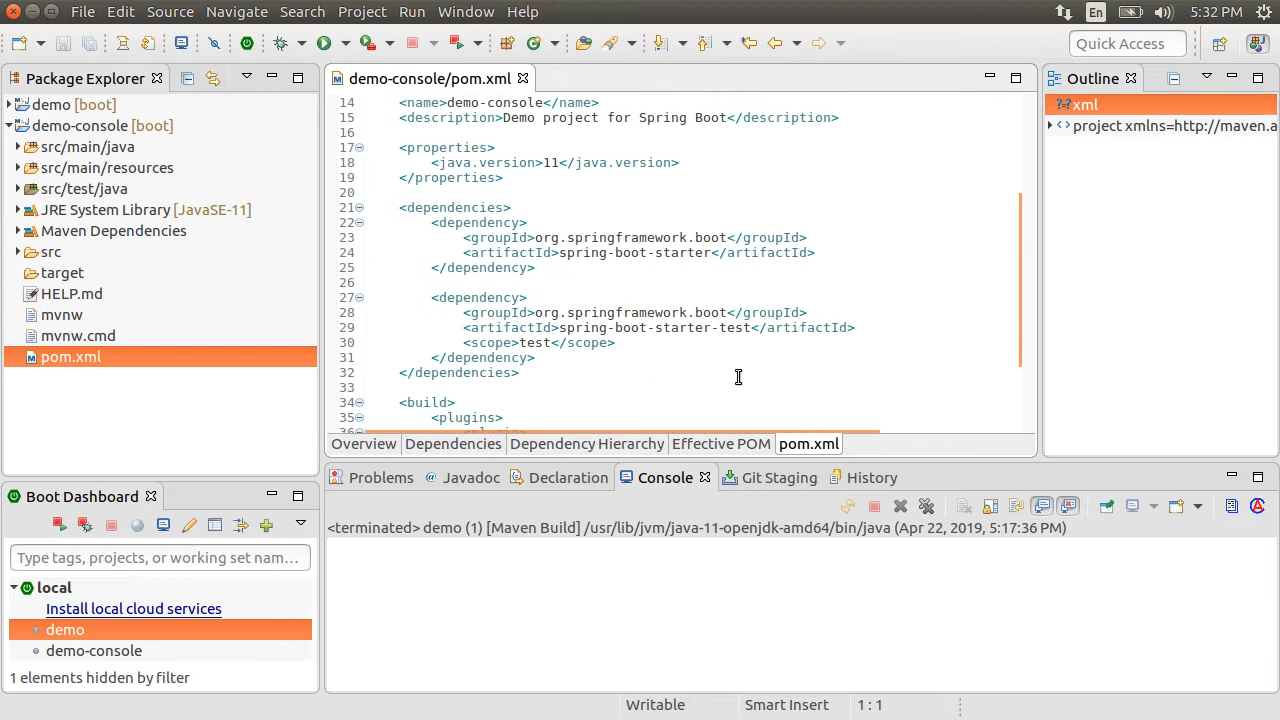 File Edit Source Navigate Search Project Run Window Help
En
5:32 PM
Quick Access
Package Explorer
demo [boot]
demo-console [boot]
src/main/java
src/main/resources
src/test/java
JRE System Library [JavaSE-11]
Maven Dependencies
src
target
HELP.md
mvnw
mvnw.cmd
pom.xml
demo-console/pom.xml
14 <name>demo-console</name>
15 <description>Demo project for Spring Boot</description>
16
17 <properties>
18 <java.version>11</java.version>
19 </properties>
20
21 <dependencies>
22 <dependency>
23 <groupId>org.springframework.boot</groupId>
24 <artifactId>spring-boot-starter</artifactId>
25 </dependency>
26
27 <dependency>
28 <groupId>org.springframework.boot</groupId>
29 <artifactId>spring-boot-starter-test</artifactId>
30 <scope>test</scope>
31 </dependency>
32 </dependencies>
33
34 <build>
35 <plugins>
Overview Dependencies Dependency Hierarchy Effective POM pom.xml
Outline
xml
project xmlns=http://maven.a
Boot Dashboard
Type tags, projects, or working set nam...
local
Install local cloud services
demo
demo-console
1 elements hidden by filter
Problems @ Javadoc Declaration Console Git Staging History
<terminated> demo (1) [Maven Build] /usr/lib/jvm/java-11-openjdk-amd64/bin/java (Apr 22, 2019, 5:17:36 PM)
Writable Smart Insert 1 : 1